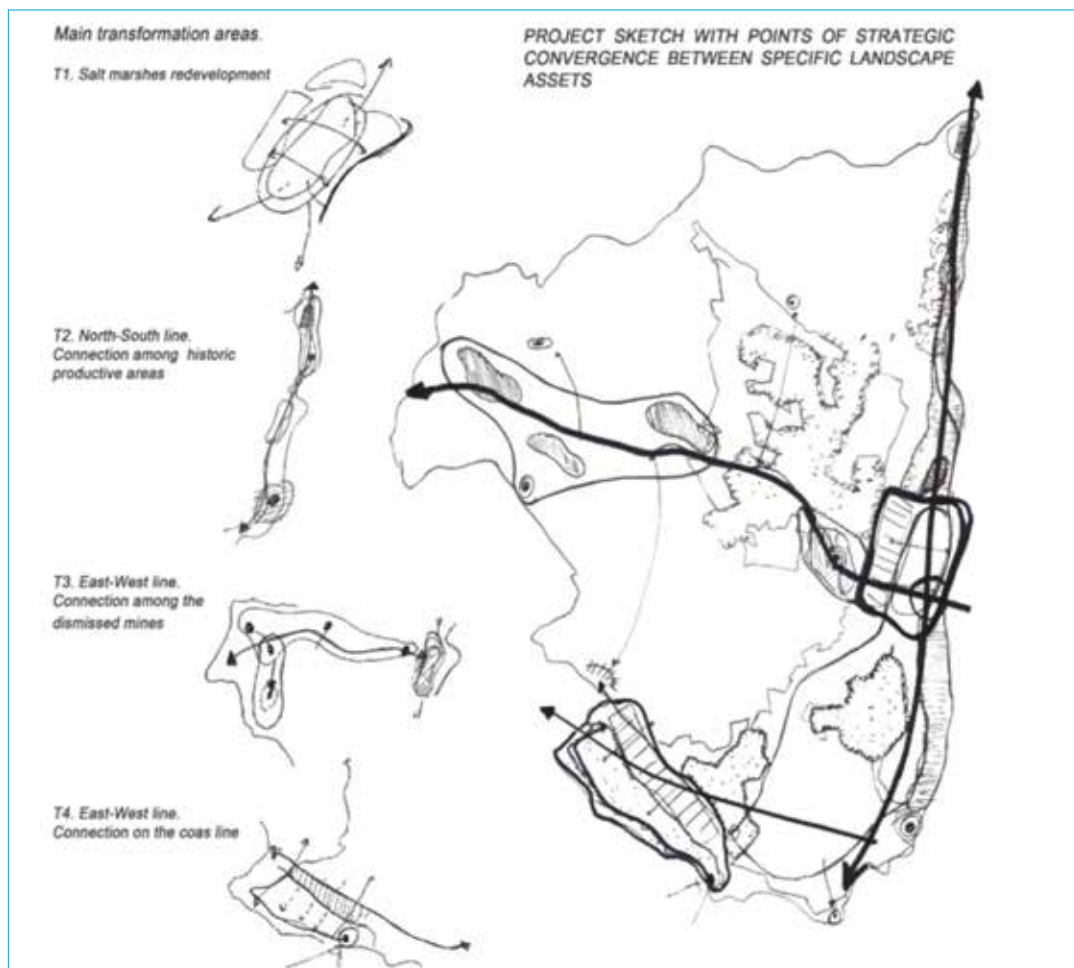 Main transformation areas.
T1. Salt marshes redevelopment
T2. North-South line.
Connection among historic
productive areas
T3. East-West line.
Connection among the
dismissed mines
T4. East-West line.
Connection on the coas line
PROJECT SKETCH WITH POINTS OF STRATEGIC
CONVERGENCE BETWEEN SPECIFIC LANDSCAPE
ASSETS